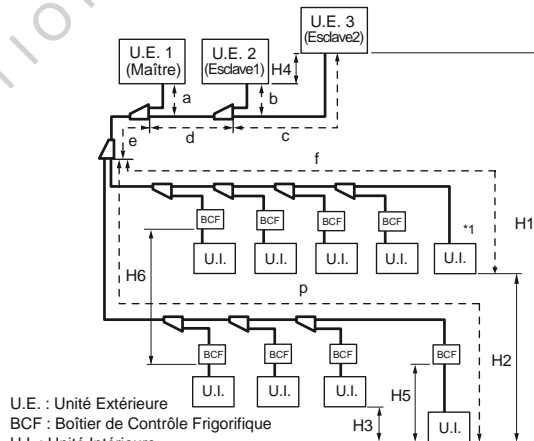 U.E. 3
(Esclave2)
U.E. 1
(Maître)
U.E. 2
(Esclave1)
H4
a
b
e
d
c
f
BCF
BCF
BCF
BCF
*1
H1
U.I.
U.I.
U.I.
U.I.
U.I.
H6
p
H2
BCF
BCF
BCF
BCF
U.I.
U.I.
U.I.
H5
H3
U.I.
U.E. : Unité Extérieure
BCF : Boîtier de Contrôle Frigorifique
U.I. : Unité Intérieure